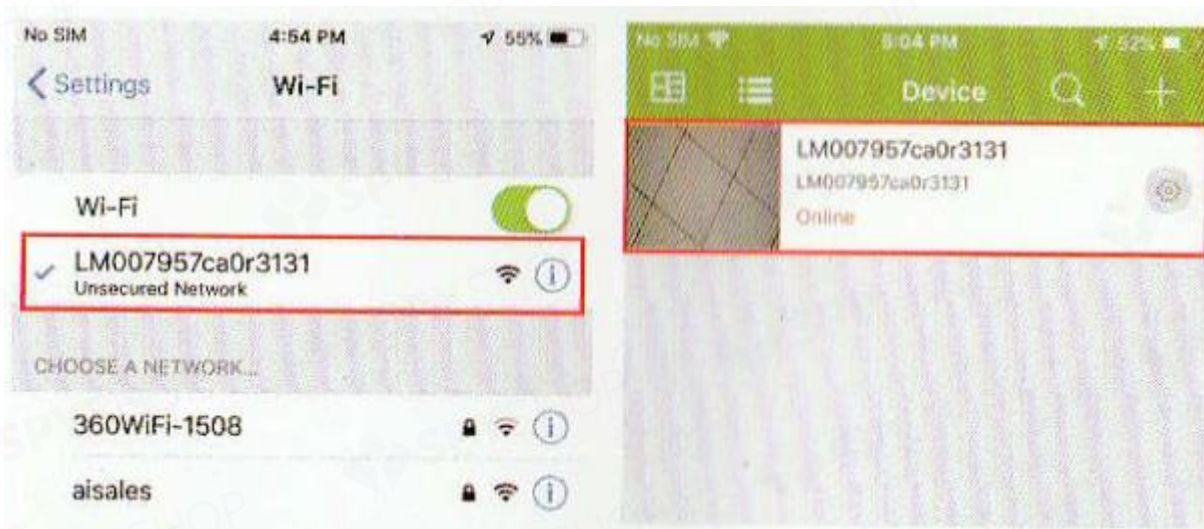 No SIM 4:54 PM 55%
Settings Wi-Fi
Wi-Fi
LM007957ca0r3131
Unsecured Network
CHOOSE A NETWORK...
360WiFi-1508
aisales
No SIM 5:04 PM 52%
Device
LM007957ca0r3131
LM007957ca0r3131
Online